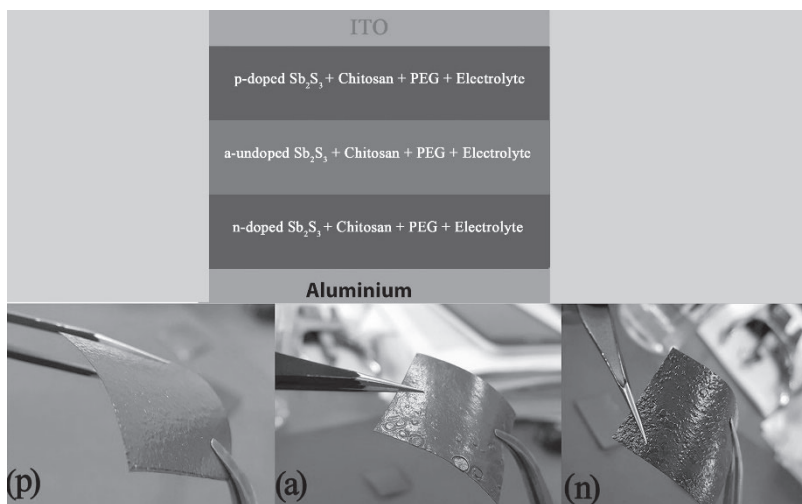 ITO
p-doped Sb₂S₃ + Chitosan + PEG + Electrolyte
a-undoped Sb₂S₃ + Chitosan + PEG + Electrolyte
n-doped Sb₂S₃ + Chitosan + PEG + Electrolyte
Aluminium
(p) (a) (n)